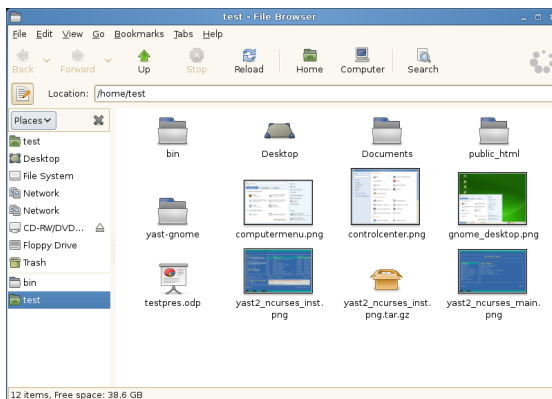 test - File Browser
File Edit View Go Bookmarks Tabs Help
Back Forward Up Stop Reload Home Computer Search
Location: /home/test
Places
test
Desktop
File System
Network
Network
CD-RW/DVD...
Floppy Drive
Trash
bin
test
bin Desktop Documents public_html
yast-gnome computermenu.png controlcenter.png gnome_desktop.png
testpres.odp yast2_ncurses_inst.png yast2_ncurses_inst.png.tar.gz yast2_ncurses_main.png
12 items, Free space: 38.6 GB